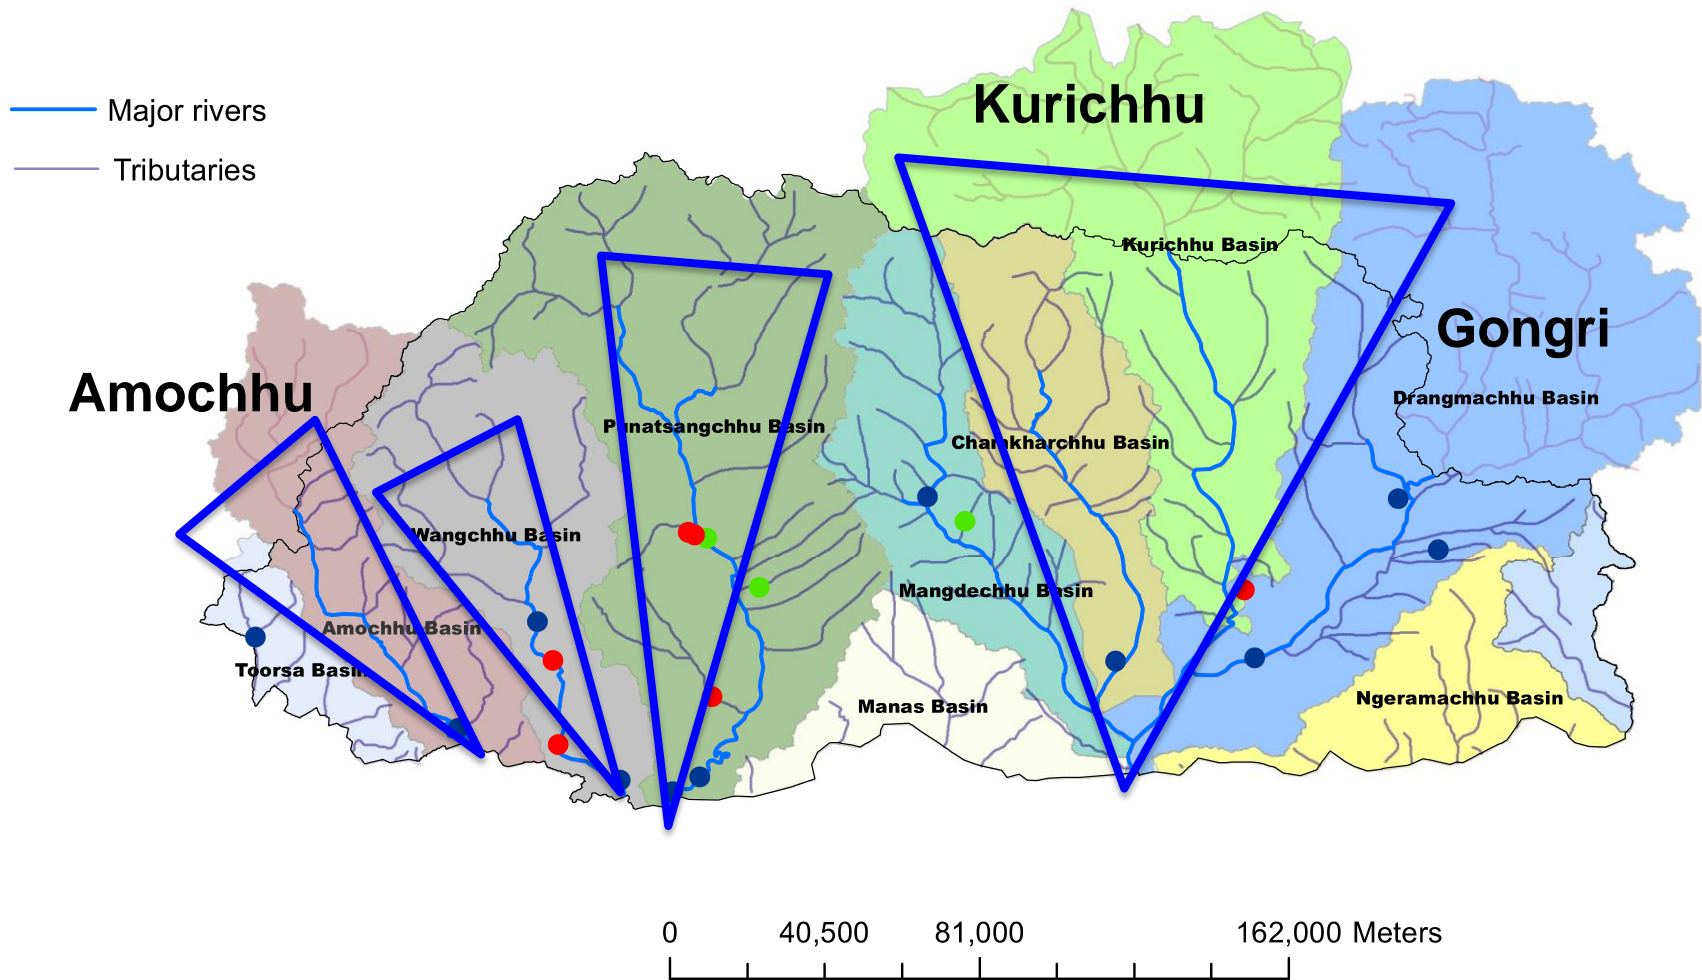 Major rivers
Tributaries
Kurichhu
Kurichhu Basin
Gongri
Amochhu
Drangmachhu Basin
Punatsangchhu Basin
Chamkharchhu Basin
Wangchhu Basin
Mangdechhu Basin
Amochhu Basin
Toorsa Basin
Manas Basin
Ngeramachhu Basin
0 40,500 81,000 162,000 Meters